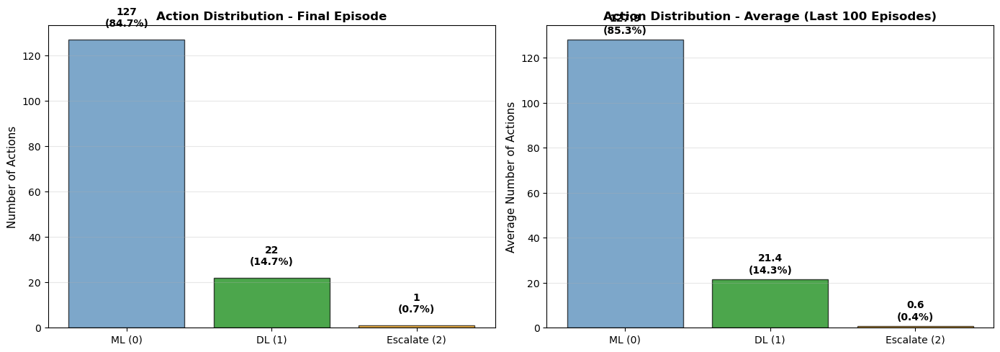 Action Distribution - Final Episode
127
(84.7%)
22
(14.7%)
1
(0.7%)
Number of Actions
0
20
40
60
80
100
120
ML (0)
DL (1)
Escalate (2)
Action Distribution - Average (Last 100 Episodes)
(85.3%)
21.4
(14.3%)
0.6
(0.4%)
Average Number of Actions
0
20
40
60
80
100
120
ML (0)
DL (1)
Escalate (2)